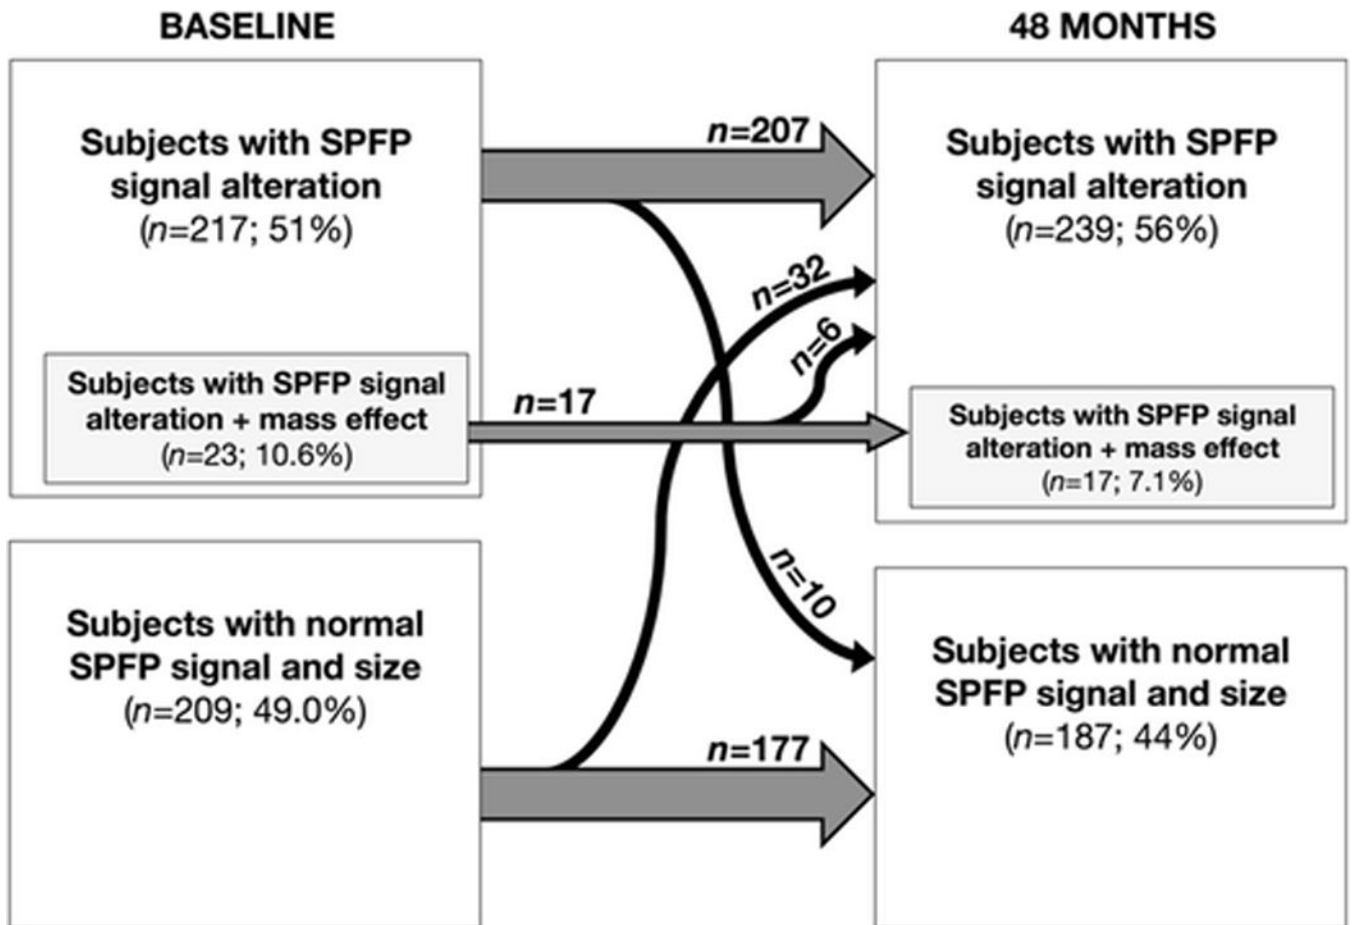 BASELINE
48 MONTHS
Subjects with SPFP
signal alteration
(n=217; 51%)
Subjects with SPFP signal
alteration + mass effect
(n=23; 10.6%)
Subjects with normal
SPFP signal and size
(n=209; 49.0%)
n=207
n=32
n=6
n=17
n=10
n=177
Subjects with SPFP
signal alteration
(n=239; 56%)
Subjects with SPFP signal
alteration + mass effect
(n=17; 7.1%)
Subjects with normal
SPFP signal and size
(n=187; 44%)